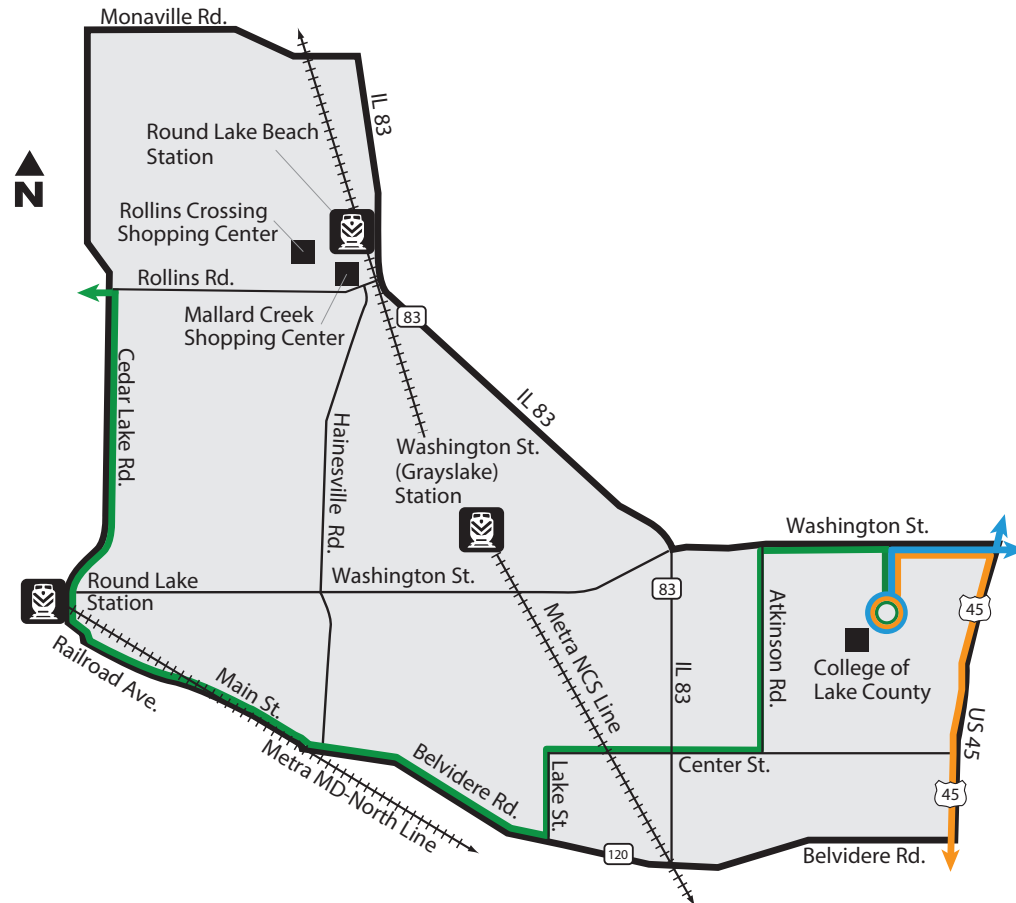 Monaville Rd.
IL 83
Round Lake Beach
Station
N
Rollins Crossing
Shopping Center
Rollins Rd.
Mallard Creek
Shopping Center
83
Cedar Lake Rd.
Hainesville Rd.
IL 83
Washington St.
(Grayslake)
Station
Washington St.
Round Lake
Station
Washington St.
83
Atkinson Rd.
45
College of
Lake County
Railroad Ave.
Main St.
Metra NCS Line
IL 83
US 45
Metra MD-North Line
Belvidere Rd.
Lake St.
Center St.
45
120
Belvidere Rd.